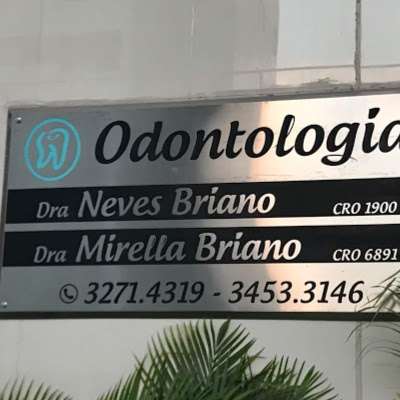 Odontologia
Dra Neves Briano CRO 1900
Dra Mirella Briano CRO 6891
3271.4319 - 3453.3146